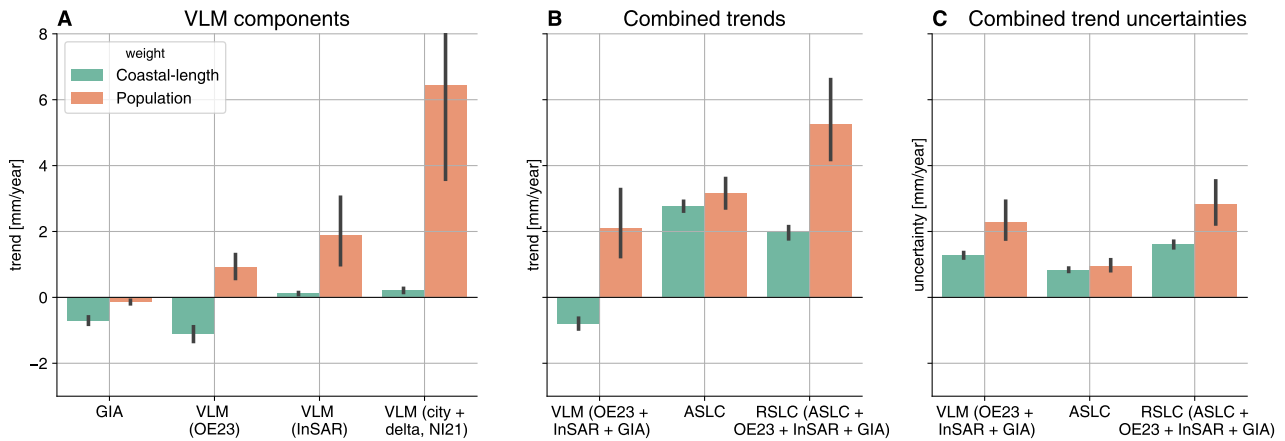 A VLM components
B Combined trends
C Combined trend uncertainties
weight
Coastal-length
Population
trend [mm/year]
8
6
4
2
0
−2
GIA
VLM
(OE23)
VLM
(InSAR)
VLM (city +
delta, NI21)
trend [mm/year]
VLM (OE23 +
InSAR + GIA)
ASLC
RSLC (ASLC +
OE23 + InSAR + GIA)
uncertainty [mm/year]
VLM (OE23 +
InSAR + GIA)
ASLC
RSLC (ASLC +
OE23 + InSAR + GIA)